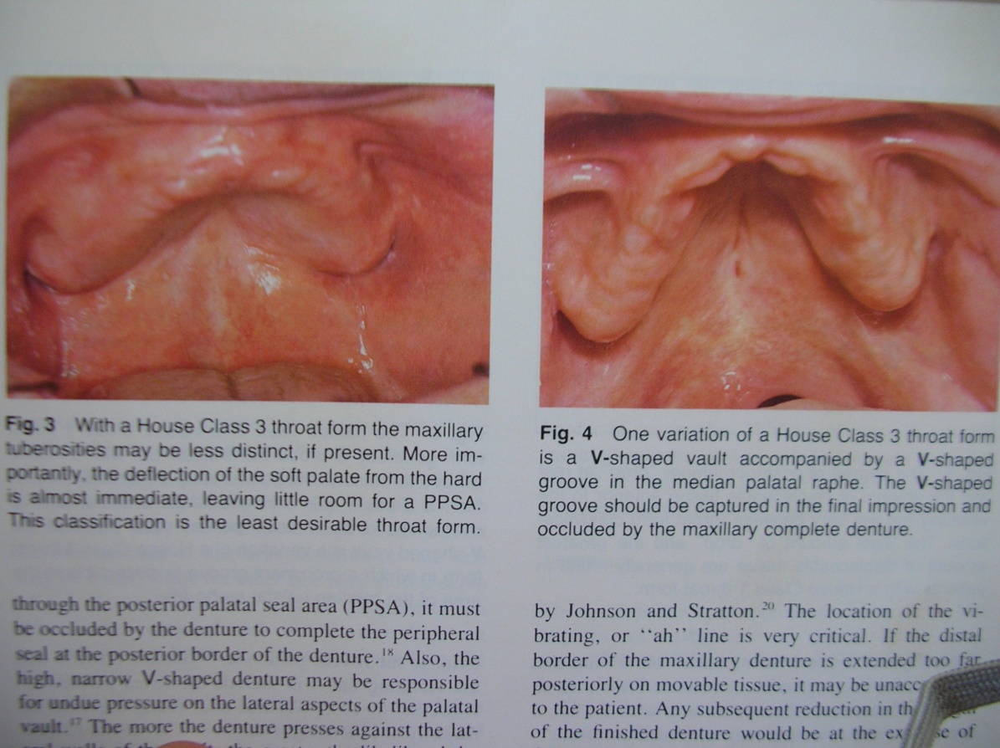 Fig. 3 With a House Class 3 throat form the maxillary
tuberosities may be less distinct, if present. More im-
portantly, the deflection of the soft palate from the hard
is almost immediate, leaving little room for a PPSA.
This classification is the least desirable throat form.
through the posterior palatal seal area (PPSA), it must
be occluded by the denture to complete the peripheral
seal at the posterior border of the denture.¹⁸ Also, the
high, narrow V-shaped denture may be responsible
for undue pressure on the lateral aspects of the palatal
vault.¹⁷ The more the denture presses against the lat-
Fig. 4 One variation of a House Class 3 throat form
is a V-shaped vault accompanied by a V-shaped
groove in the median palatal raphe. The V-shaped
groove should be captured in the final impression and
occluded by the maxillary complete denture.
by Johnson and Stratton.²⁰ The location of the vi-
brating, or “ah” line is very critical. If the distal
border of the maxillary denture is extended too far
posteriorly on movable tissue, it may be
to the patient. Any subsequent reduction in
of the finished denture would be at the of